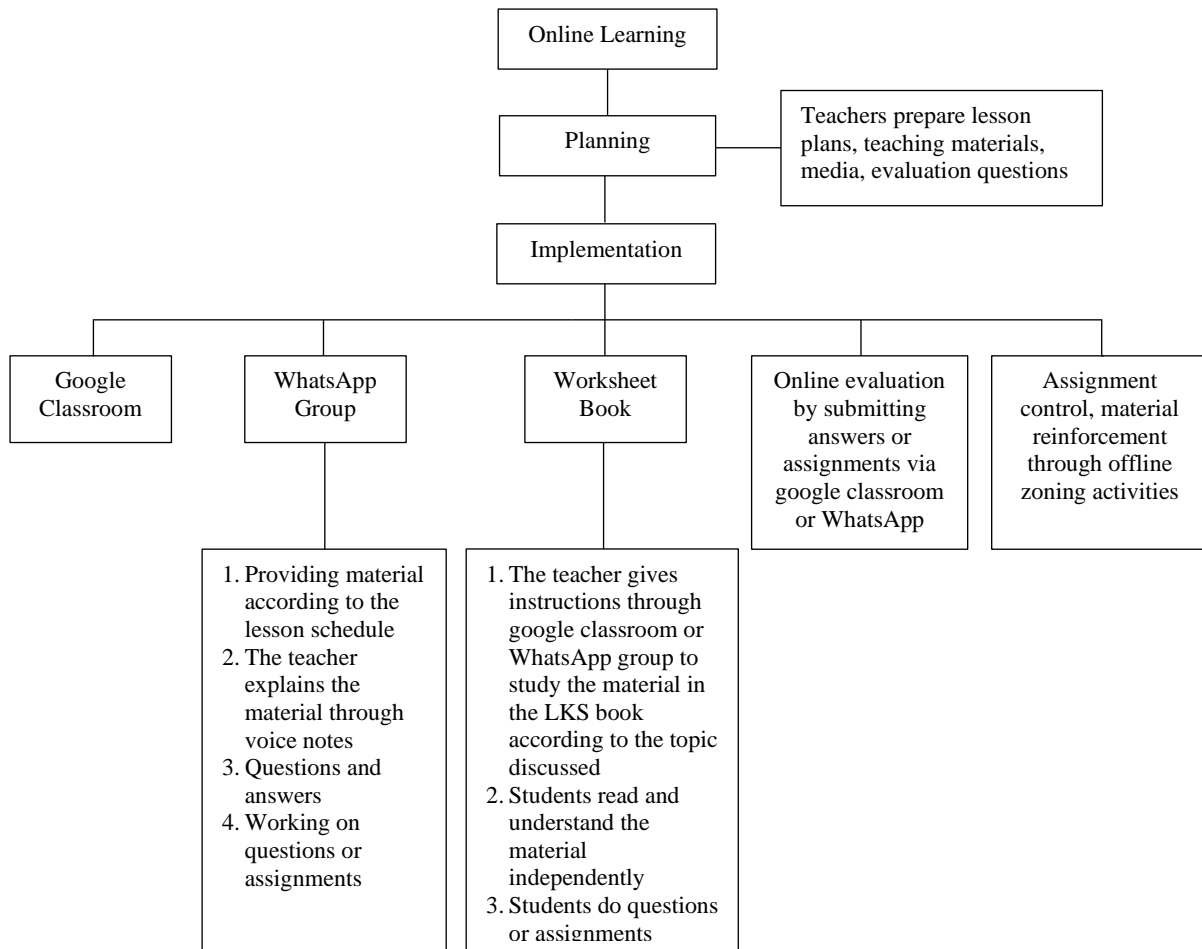 Online Learning
Planning
Teachers prepare lesson
plans, teaching materials,
media, evaluation questions
Implementation
Google
Classroom
WhatsApp
Group
Worksheet
Book
Online evaluation
by submitting
answers or
assignments via
google classroom
or WhatsApp
Assignment
control, material
reinforcement
through offline
zoning activities
1. Providing material
according to the
lesson schedule
2. The teacher
explains the
material through
voice notes
3. Questions and
answers
4. Working on
questions or
assignments
1. The teacher gives
instructions through
google classroom or
WhatsApp group to
study the material in
the LKS book
according to the topic
discussed
2. Students read and
understand the
material
independently
3. Students do questions
or assignments